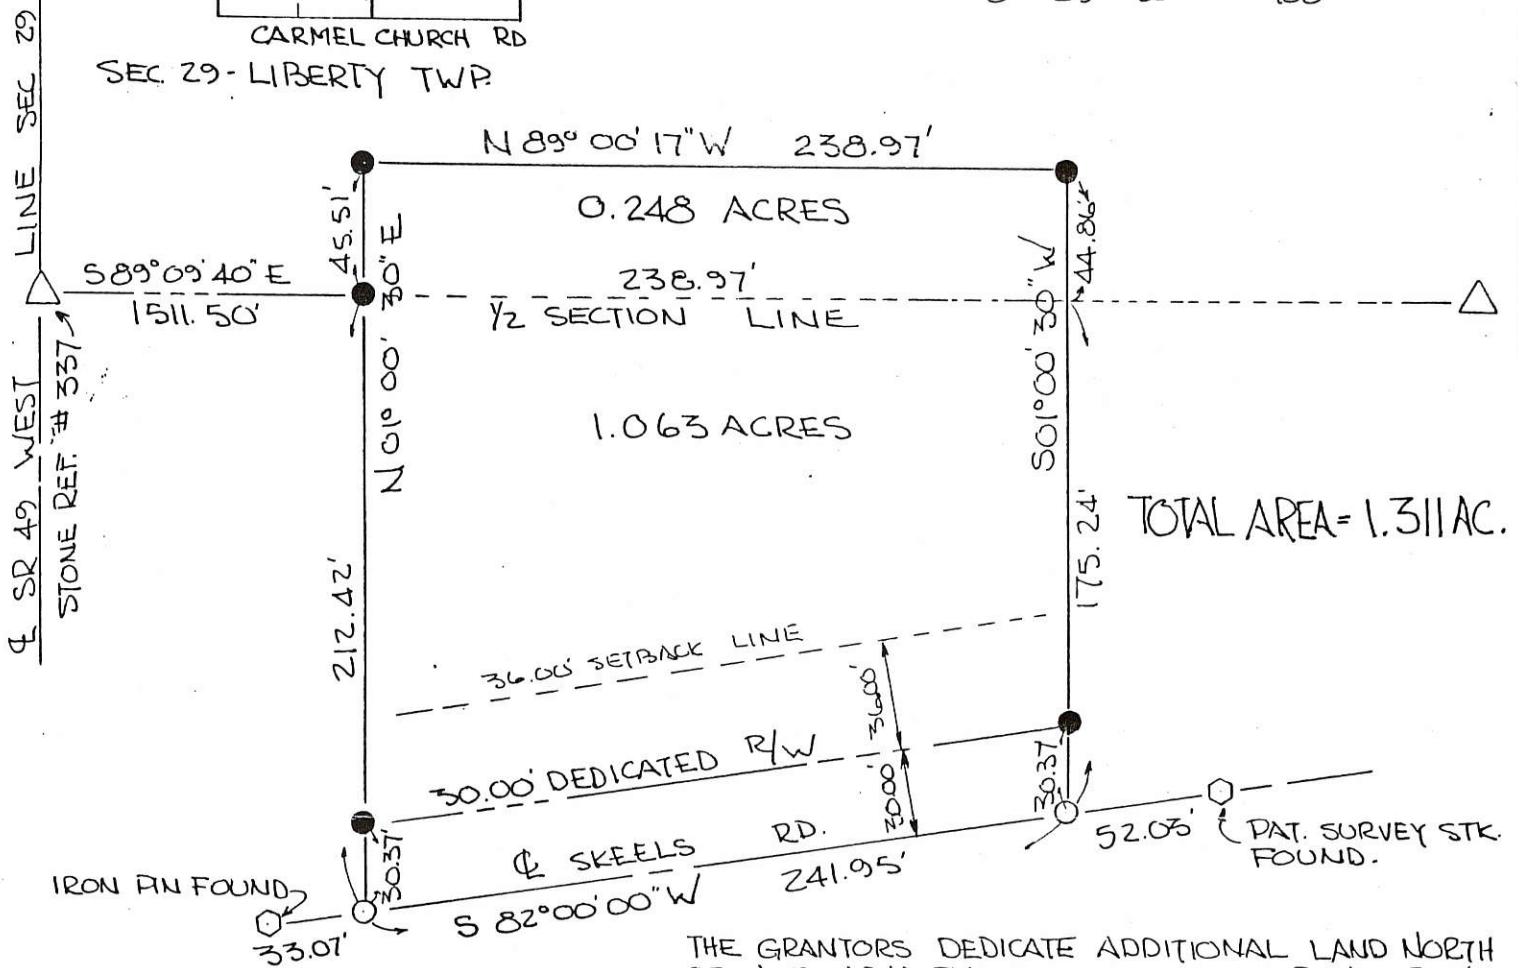 CARMEL CHURCH RD
SEC. 29 - LIBERTY TWP.
LINE SEC 29
N 89° 00' 17" W 238.97'
45.51'
0.248 ACRES
44.86'
S 89° 09' 40" E
1511.50'
238.97'
1/2 SECTION LINE
N 01° 00' 30" E
S 01° 00' 30" W
STONE REF. # 337
℄ SR 49 WEST
1.063 ACRES
TOTAL AREA = 1.311 AC.
212.42'
175.24'
36.00' SETBACK LINE
36.00'
30.00' DEDICATED R/W
30.00'
30.37'
30.37
℄ SKEELS RD.
S 82° 00' 00" W 241.95'
52.03'
PAT. SURVEY STK.
FOUND.
IRON PIN FOUND
33.07'
THE GRANTORS DEDICATE ADDITIONAL LAND NORTH